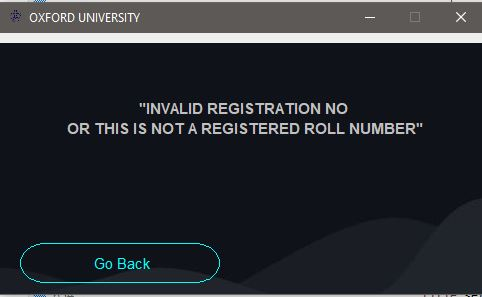 OXFORD UNIVERSITY
"INVALID REGISTRATION NO
OR THIS IS NOT A REGISTERED ROLL NUMBER"
Go Back